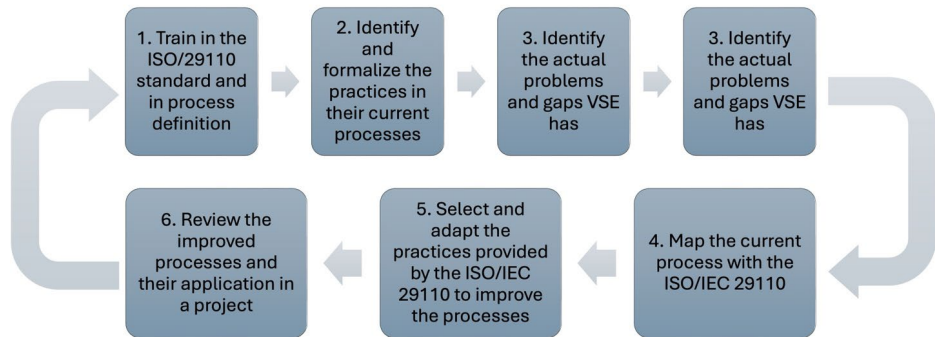 1. Train in the
ISO/29110
standard and
in process
definition
2. Identify
and
formalize the
practices in
their current
processes
3. Identify
the actual
problems
and gaps VSE
has
3. Identify
the actual
problems
and gaps VSE
has
4. Map the current
process with the
ISO/IEC 29110
5. Select and
adapt the
practices provided
by the ISO/IEC
29110 to improve
the processes
6. Review the
improved
processes and
their application in
a project